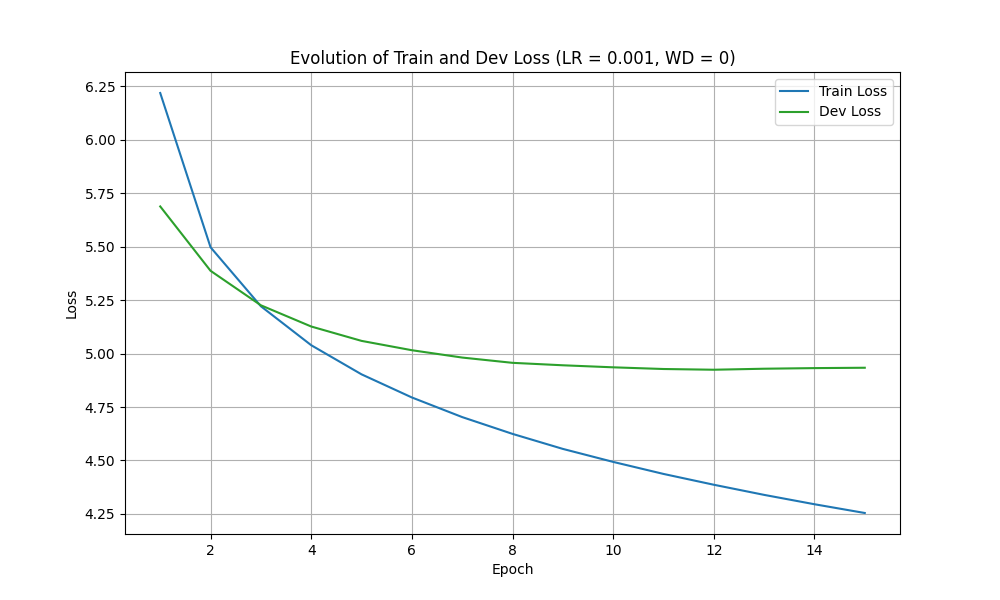 Evolution of Train and Dev Loss (LR = 0.001, WD = 0)
Train Loss
Dev Loss
Loss
6.25
6.00
5.75
5.50
5.25
5.00
4.75
4.50
4.25
2 4 6 8 10 12 14
Epoch